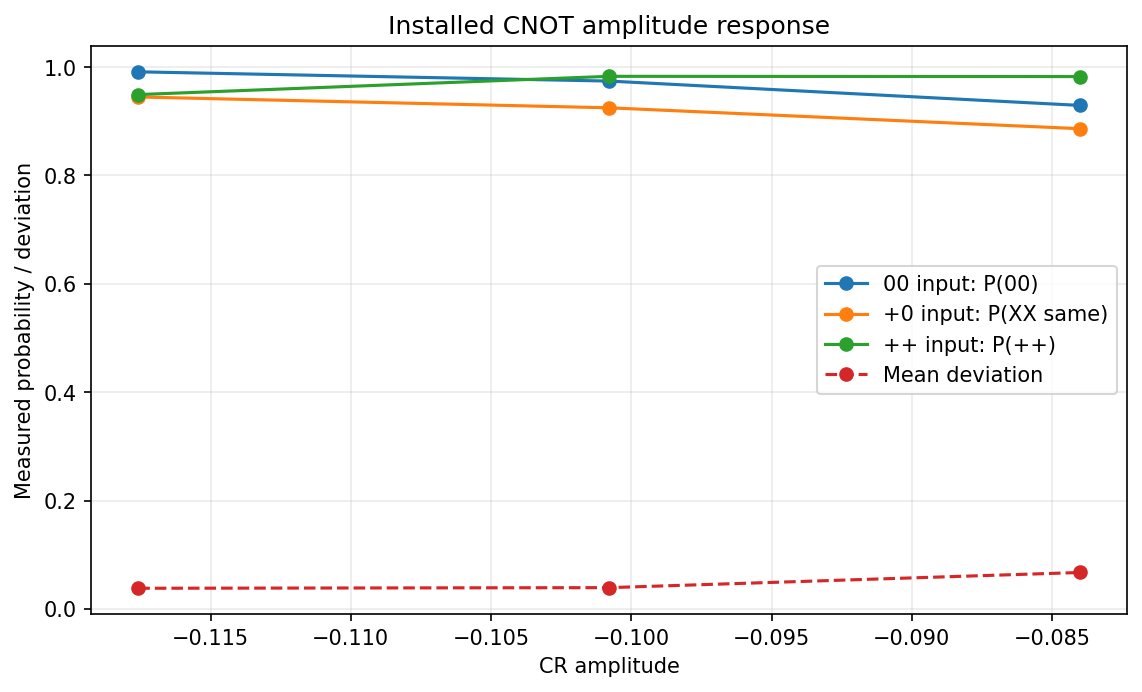 Installed CNOT amplitude response
Measured probability / deviation
1.0
0.8
0.6
0.4
0.2
0.0
00 input: P(00)
+0 input: P(XX same)
++ input: P(++)
Mean deviation
−0.115
−0.110
−0.105
−0.100
−0.095
−0.090
−0.085
CR amplitude